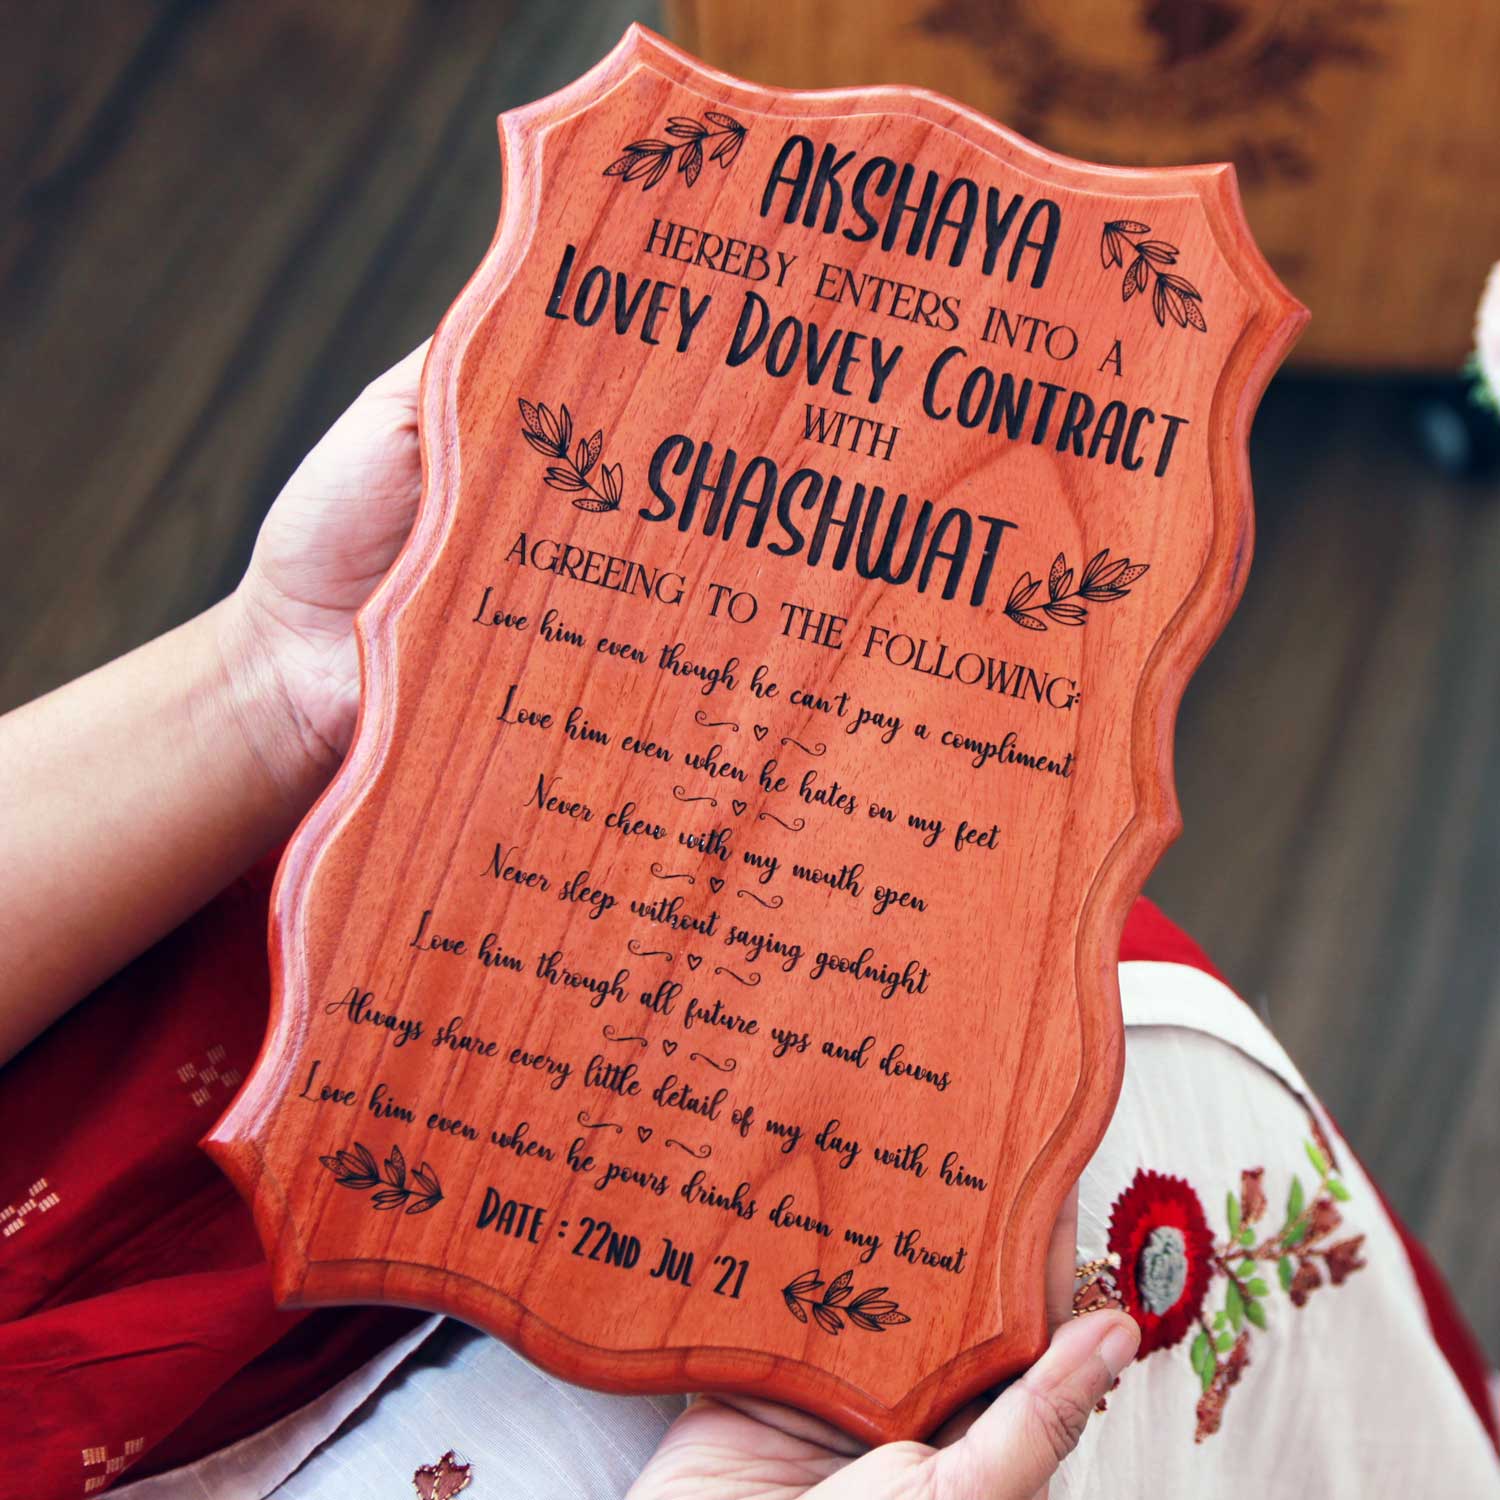 AKSHAYA
HEREBY ENTERS INTO A
LOVEY DOVEY CONTRACT
WITH
SHASHWAT
AGREEING TO THE FOLLOWING:
Love him even though he can't pay a compliment
Love him even when he hates on my feet
Never chew with my mouth open
Never sleep without saying goodnight
Love him through all future ups and downs
Always share every little detail of my day with him
Love him even when he pours drinks down my throat
DATE : 22ND JUL '21